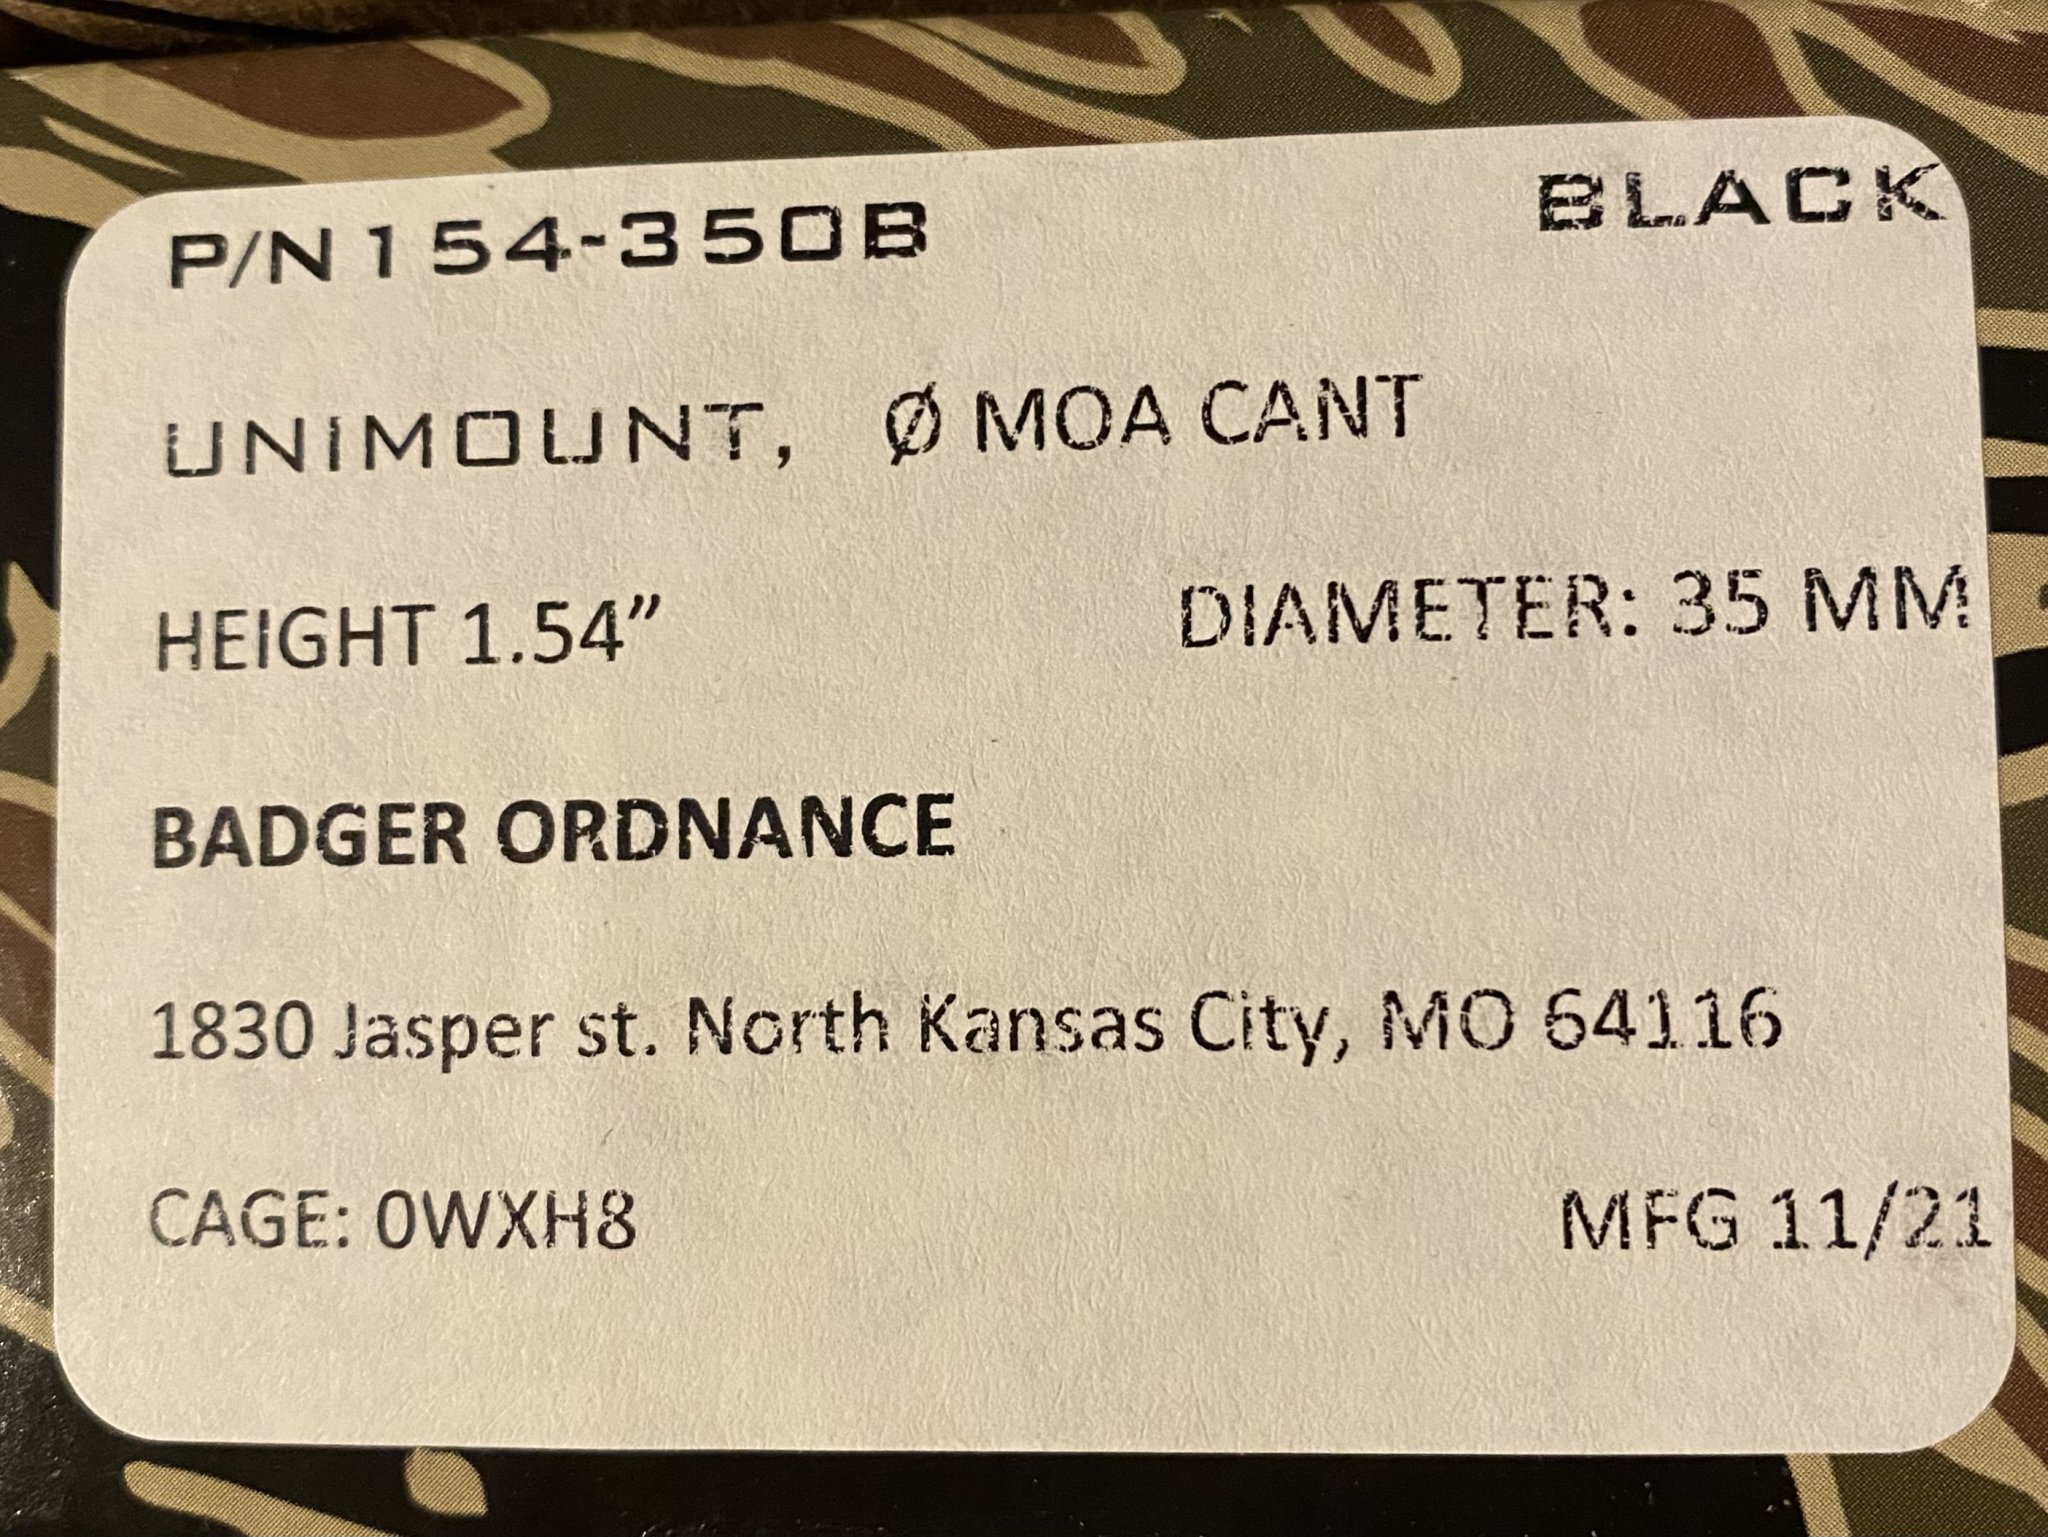 P/N 154-350B BLACK
UNIMOUNT, Ø MOA CANT
HEIGHT 1.54” DIAMETER: 35 MM
BADGER ORDNANCE
1830 Jasper st. North Kansas City, MO 64116
CAGE: 0WXH8 MFG 11/21